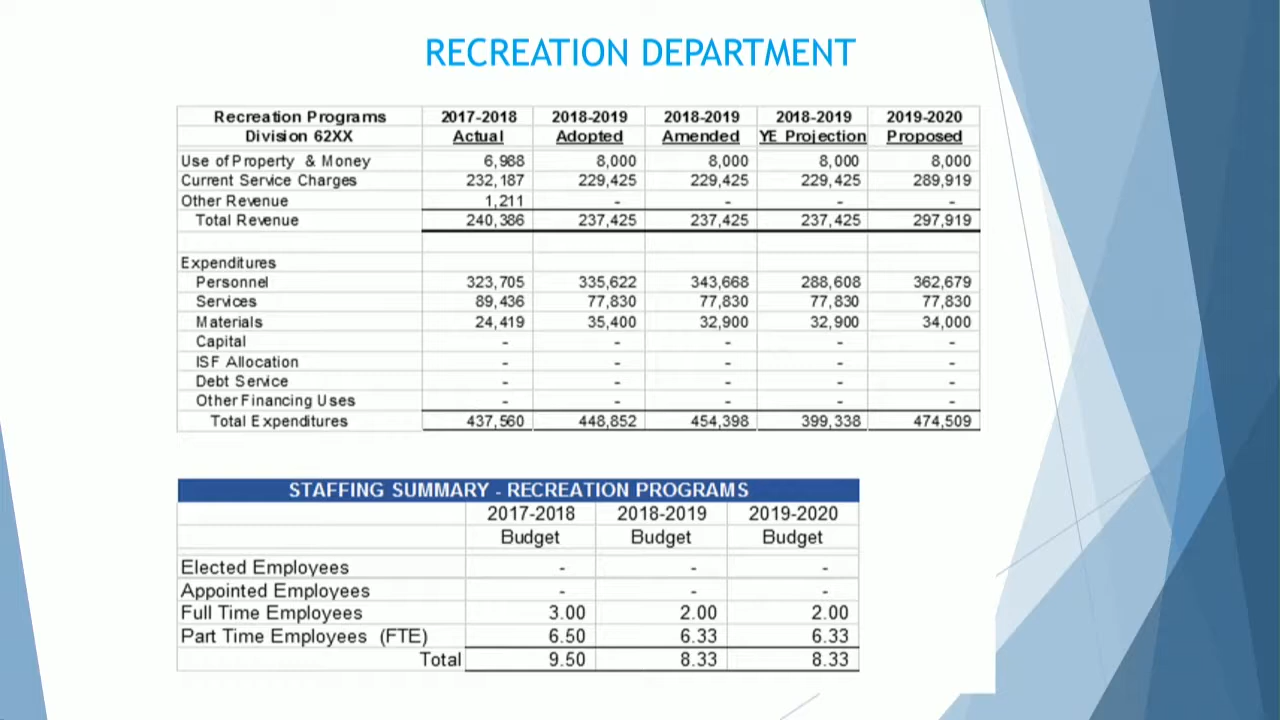 RECREATION DEPARTMENT
Recreation Programs 2017-2018 2018-2019 2018-2019 2018-2019 2019-2020
Division 62XX Actual Adopted Amended YE Projection Proposed
Use of Property & Money 6,988 8,000 8,000 8,000 8,000
Current Service Charges 232,187 229,425 229,425 229,425 289,919
Other Revenue 1,211 - - - -
Total Revenue 240,386 237,425 237,425 237,425 297,919
Expenditures
Personnel 323,705 335,622 343,668 288,608 362,679
Services 89,436 77,830 77,830 77,830 77,830
Materials 24,419 35,400 32,900 32,900 34,000
Capital - - - - -
ISF Allocation - - - - -
Debt Service - - - - -
Other Financing Uses - - - - -
Total Expenditures 437,560 448,852 454,398 399,338 474,509
STAFFING SUMMARY - RECREATION PROGRAMS
2017-2018 2018-2019 2019-2020
Budget Budget Budget
Elected Employees - - -
Appointed Employees - - -
Full Time Employees 3.00 2.00 2.00
Part Time Employees (FTE) 6.50 6.33 6.33
Total 9.50 8.33 8.33